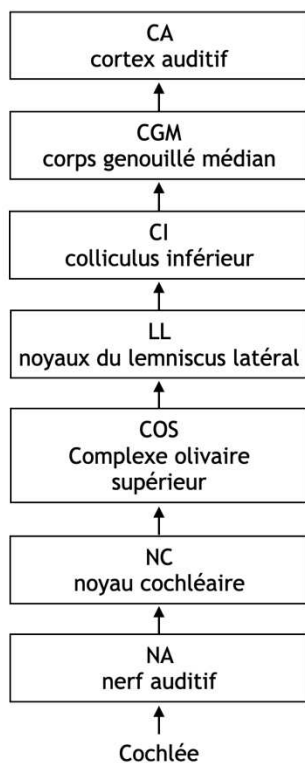 CA
cortex auditif
CGM
corps genouillé médian
CI
colliculus inférieur
LL
noyaux du lemniscus latéral
COS
Complexe olivaire
supérieur
NC
noyau cochléaire
NA
nerf auditif
Cochlée